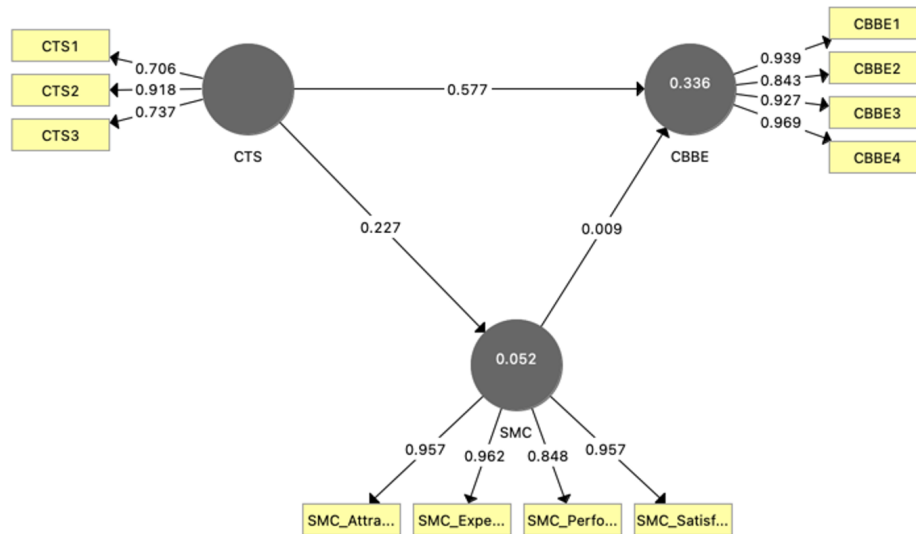 CTS1
CTS2
CTS3
0.706
0.918
0.737
CTS
0.577
0.336
CBBE
0.939
0.843
0.927
0.969
CBBE1
CBBE2
CBBE3
CBBE4
0.227
0.009
0.052
SMC
0.957
0.962
0.848
0.957
SMC_Attra...
SMC_Expe...
SMC_Perfo...
SMC_Satisf...